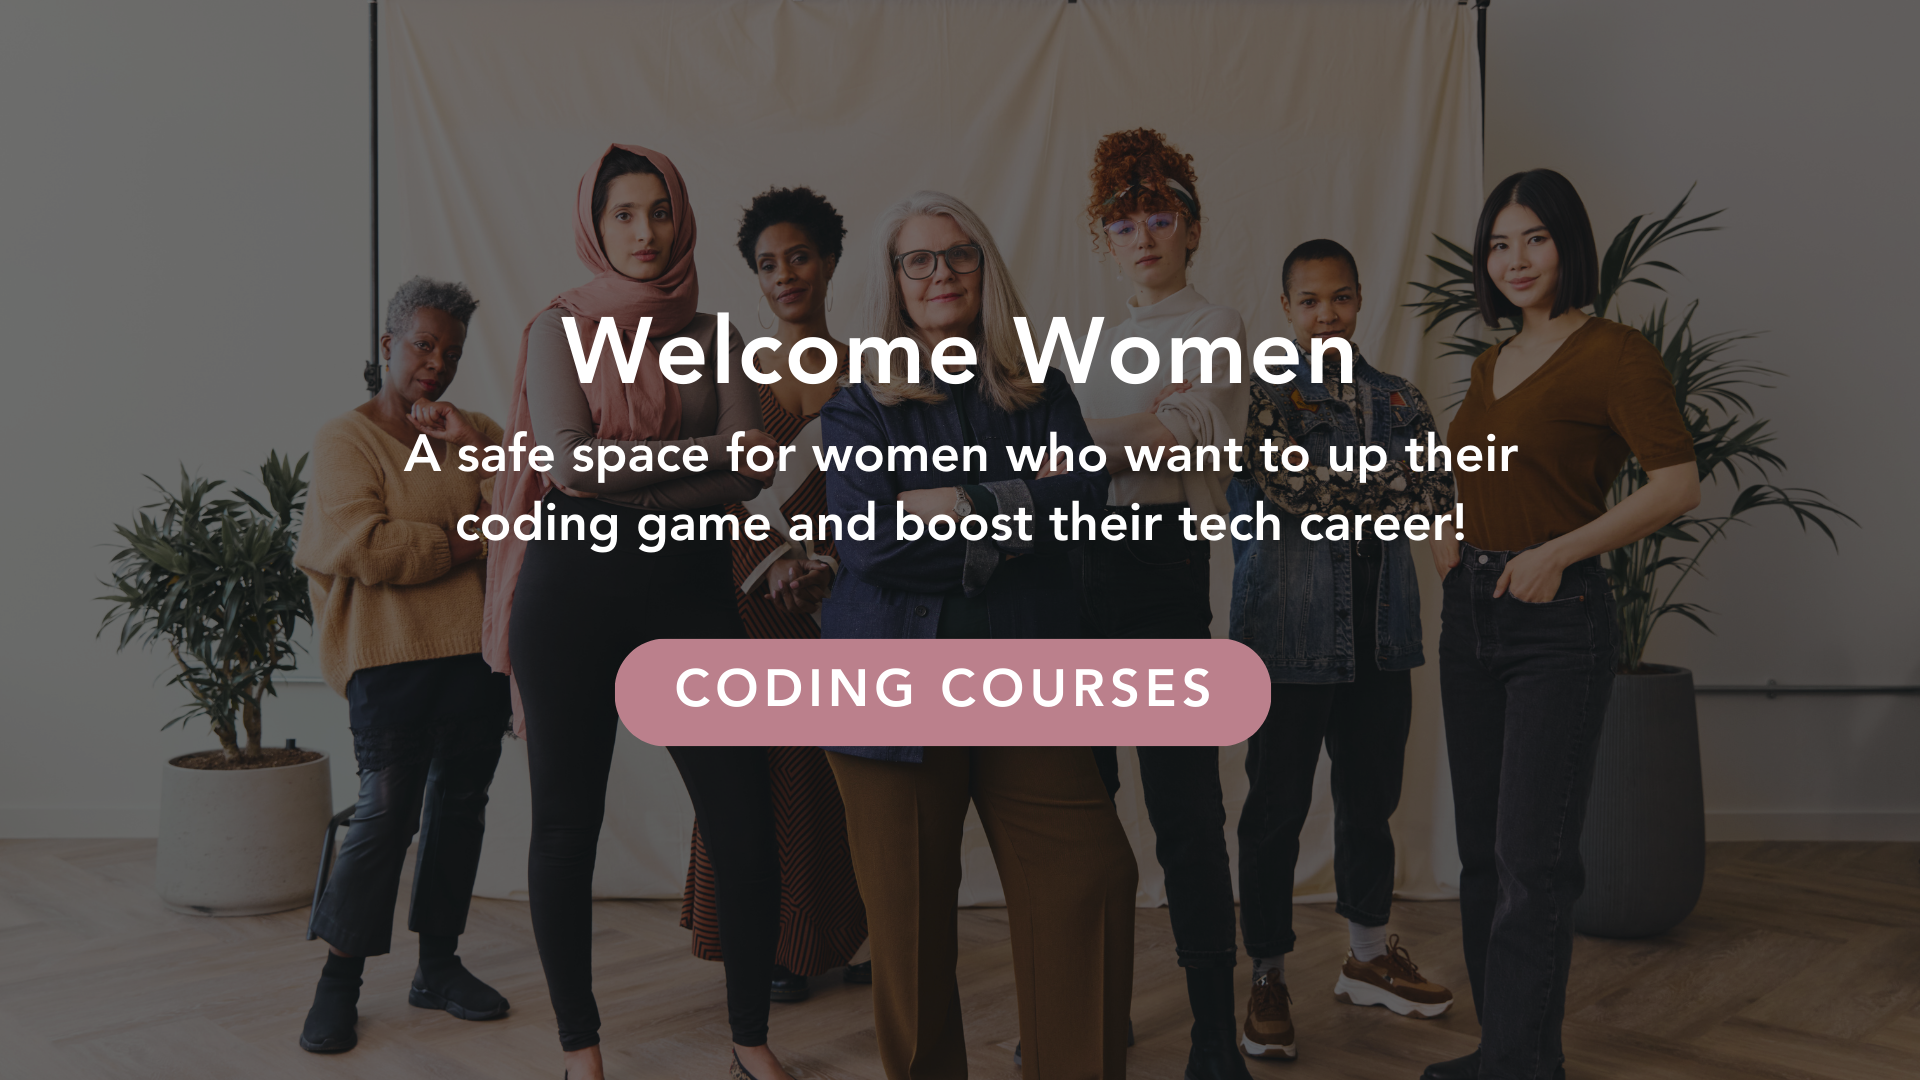 Welcome Women
A safe space for women who want to up their
coding game and boost their tech career!
CODING COURSES